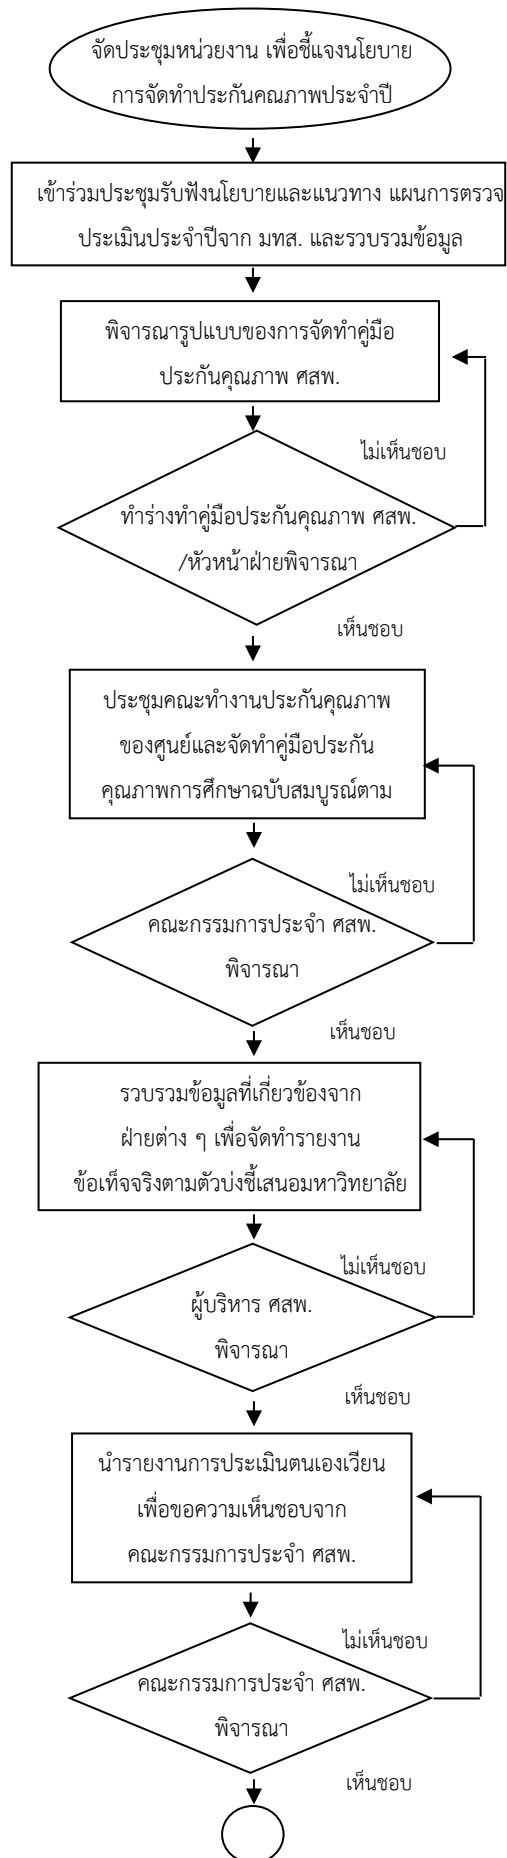 จัดประชุมหน่วยงาน เพื่อชี้แจงนโยบาย
การจัดทำประกันคณภาพประจำปี
เข้าร่วมประชุมรับฟังนโยบายและแนวทาง แผนการตรวจ
ประเมินประจำปีจาก มทส. และรวบรวมข้อมูล
พิจารณารูปแบบของการจัดทำคู่มือ
ประกันคุณภาพ ศสพ.
ไม่เห็นชอบ
ทำร่างทำคู่มือประกันคุณภาพ ศสพ.
/หัวหน้าฝ่ายพิจารณา
เห็นชอบ
ประชุมคณะทำงานประกันคุณภาพ
ของศูนย์และจัดทำคู่มือประกัน
คุณภาพการศึกษาฉบับสมบูรณ์ตาม
ไม่เห็นชอบ
คณะกรรมการประจำ ศสพ.
พิจารณา
เห็นชอบ
รวบรวมข้อมูลที่เกี่ยวข้องจาก
ฝ่ายต่าง ๆ เพื่อจัดทำรายงาน
ข้อเท็จจริงตามตัวบ่งชี้เสนอมหาวิทยาลัย
ไม่เห็นชอบ
ผู้บริหาร ศสพ.
พิจารณา
เห็นชอบ
นำรายงานการประเมินตนเองเวียน
เพื่อขอความเห็นชอบจาก
คณะกรรมการประจำ ศสพ.
ไม่เห็นชอบ
คณะกรรมการประจำ ศสพ.
พิจารณา
เห็นชอบ